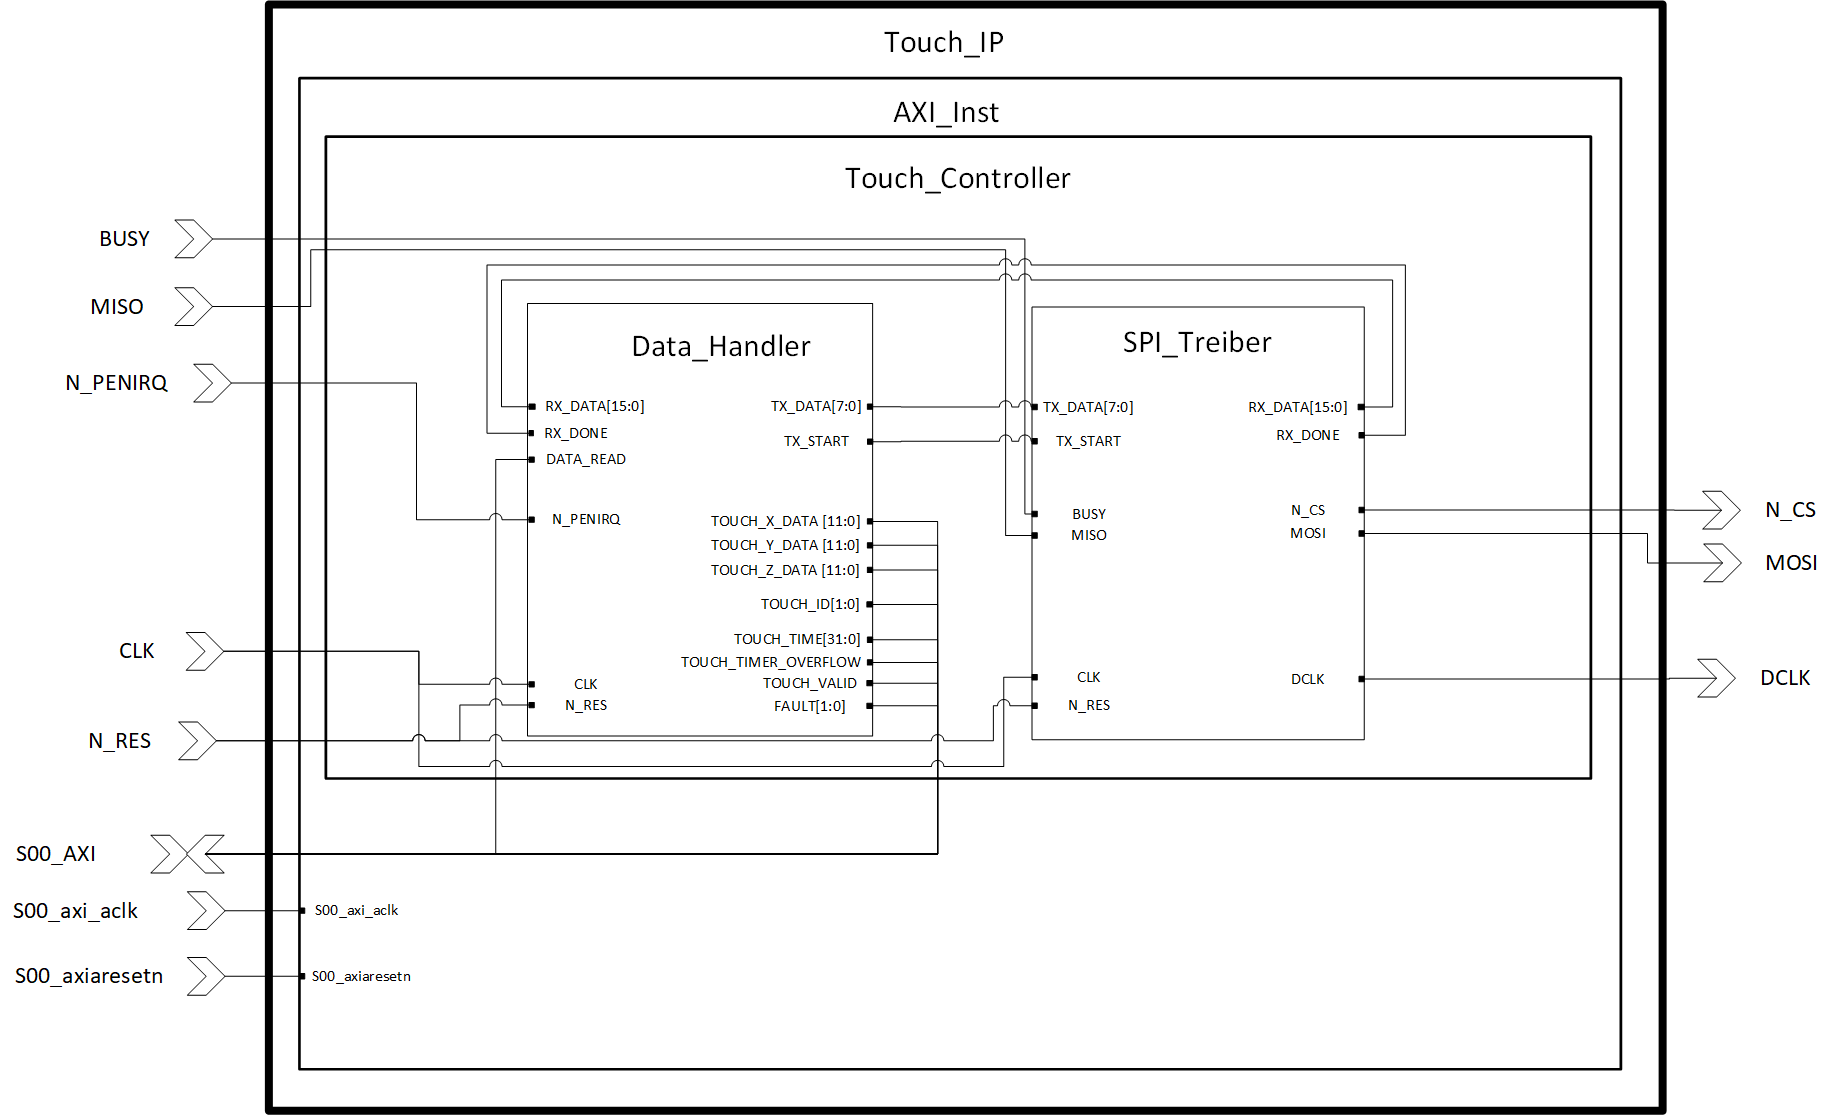 Touch_IP
AXI_Inst
Touch_Controller
BUSY
MISO
N_PENIRQ
CLK
N_RES
S00_AXI
S00_axi_aclk
S00_axiaresetn
Data_Handler
RX_DATA[15:0]
RX_DONE
DATA_READ
N_PENIRQ
CLK
N_RES
TX_DATA[7:0]
TX_START
TOUCH_X_DATA [11:0]
TOUCH_Y_DATA [11:0]
TOUCH_Z_DATA [11:0]
TOUCH_ID[1:0]
TOUCH_TIME[31:0]
TOUCH_TIMER_OVERFLOW
TOUCH_VALID
FAULT[1:0]
SPI_Treiber
TX_DATA[7:0]
TX_START
BUSY
MISO
CLK
N_RES
RX_DATA[15:0]
RX_DONE
N_CS
MOSI
DCLK
N_CS
MOSI
DCLK
S00_axi_aclk
S00_axiaresetn